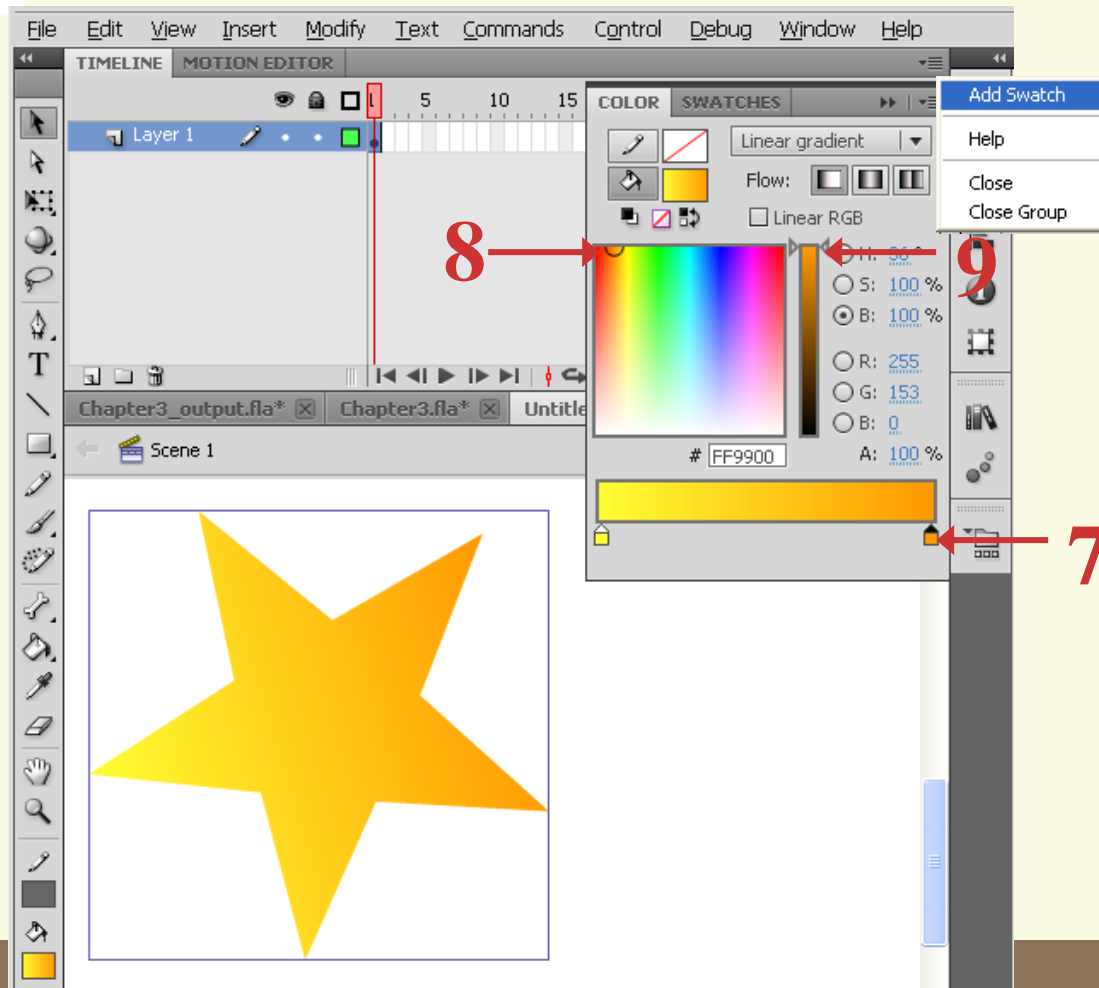 File Edit View Insert Modify Text Commands Control Debug Window Help
TIMELINE MOTION EDITOR
5 10 15
Layer 1
COLOR SWATCHES
Add Swatch
Help
Close
Close Group
Linear gradient
Flow:
Linear RGB
8
9
S: 100 %
B: 100 %
R: 255
G: 153
B: 0
# FF9900 A: 100 %
7
Chapter3_output.fla* Chapter3.fla* Untitle
Scene 1
T